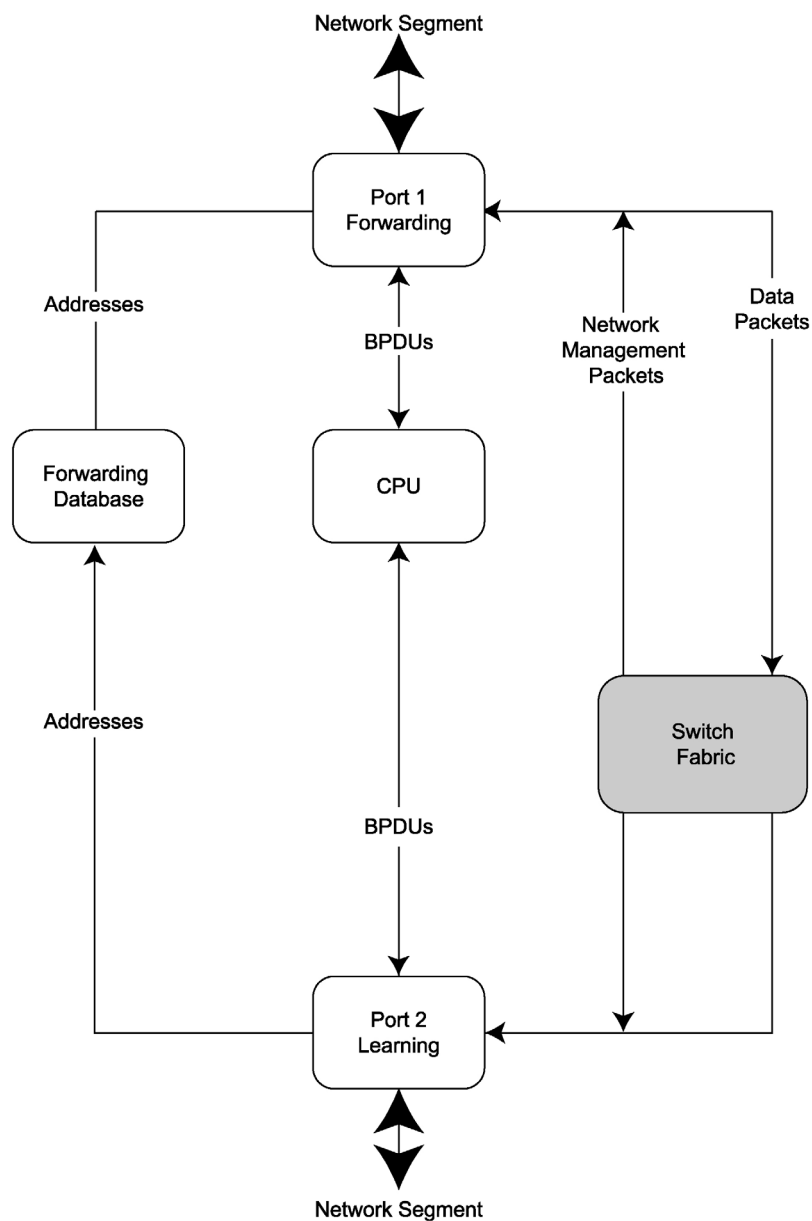 Network Segment
Port 1
Forwarding
Addresses
BPDUs
Network
Management
Packets
Data
Packets
Forwarding
Database
CPU
Switch
Fabric
Addresses
BPDUs
Port 2
Learning
Network Segment